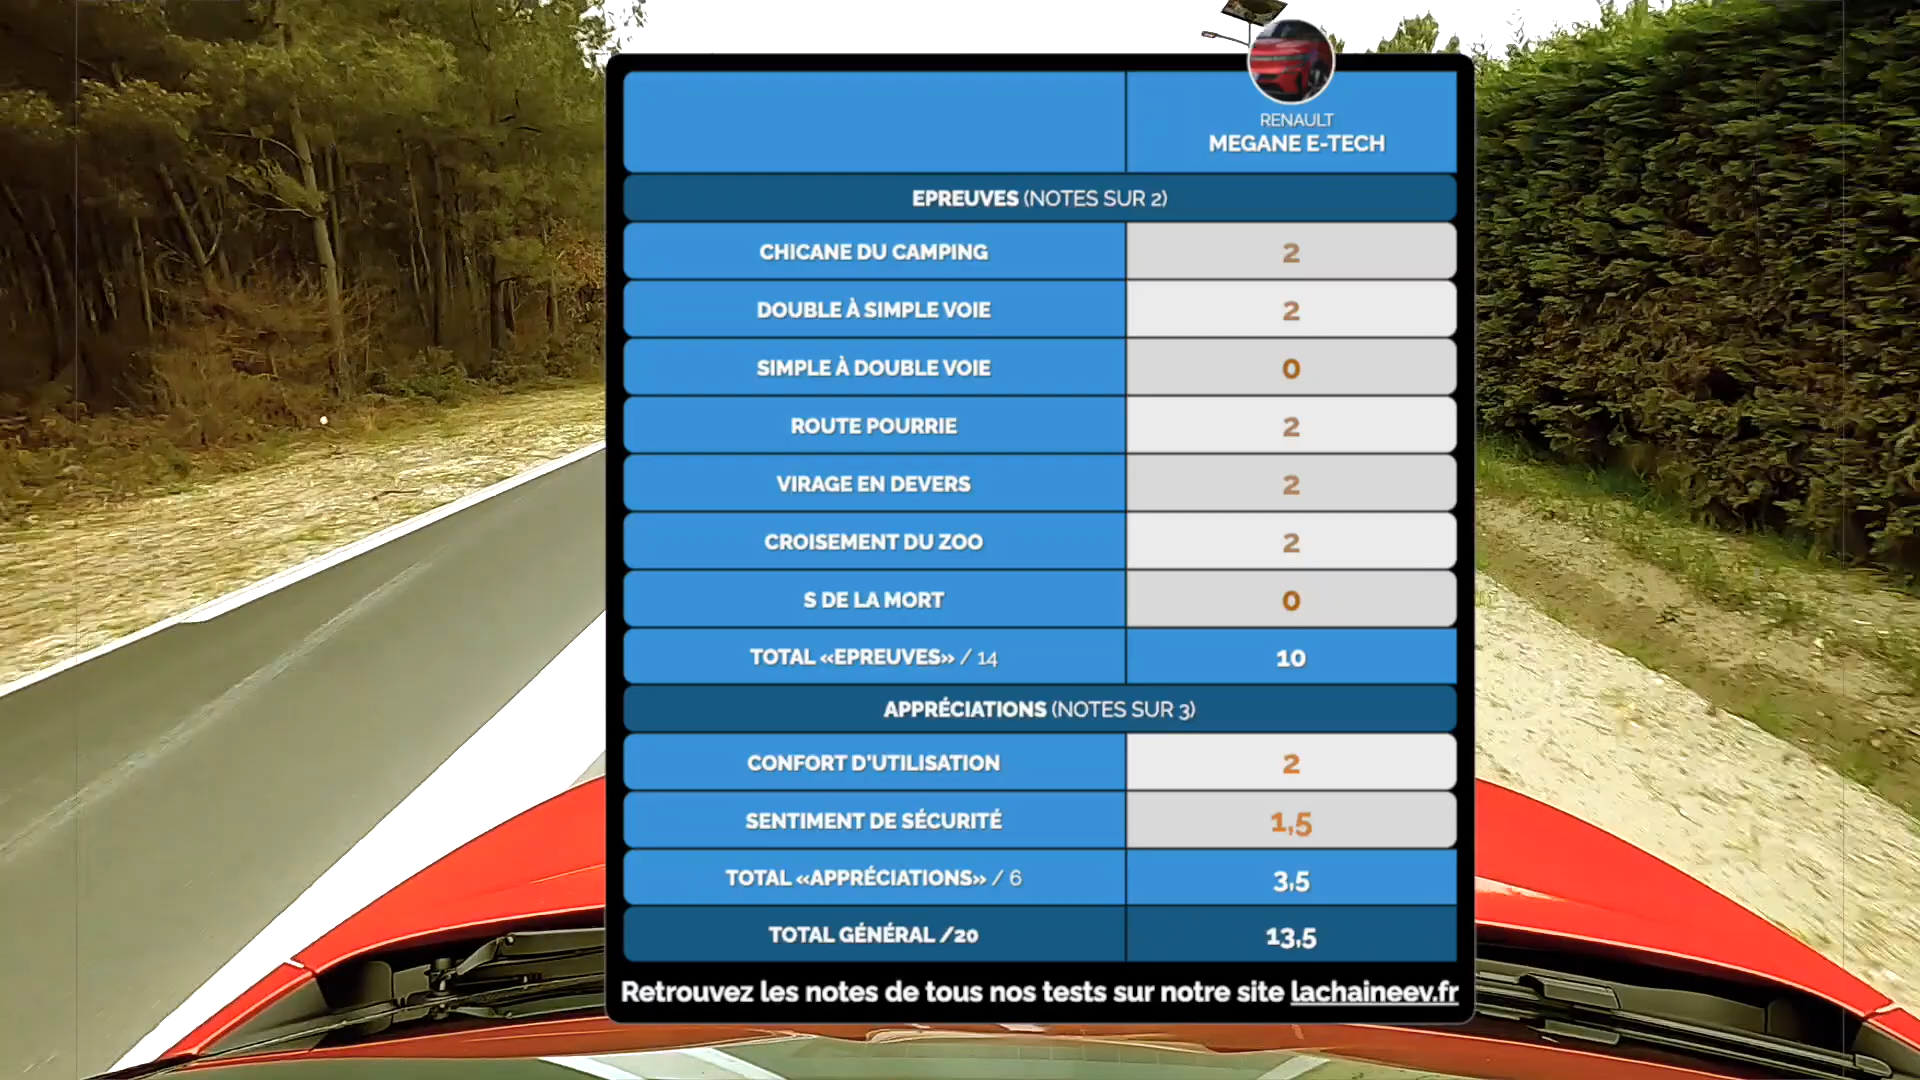 RENAULT
MEGANE E-TECH
EPREUVES (NOTES SUR 2)
CHICANE DU CAMPING 2
DOUBLE À SIMPLE VOIE 2
SIMPLE À DOUBLE VOIE 0
ROUTE POURRIE 2
VIRAGE EN DEVERS 2
CROISEMENT DU ZOO 2
S DE LA MORT 0
TOTAL «EPREUVES» / 14 10
APPRÉCIATIONS (NOTES SUR 3)
CONFORT D'UTILISATION 2
SENTIMENT DE SÉCURITÉ 1,5
TOTAL «APPRÉCIATIONS» / 6 3,5
TOTAL GÉNÉRAL /20 13,5
Retrouvez les notes de tous nos tests sur notre site lachaineev.fr